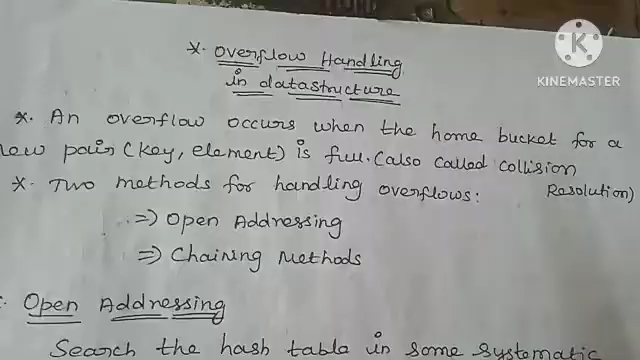 *. Overflow Handling
in datastructure
K
KINEMASTER
*. An overflow occurs when the home bucket for a
new pair (key, element) is full. (also called collision
Resolution)
*. Two methods for handling overflows:
=> Open Addressing
=> Chaining Methods
Open Addressing
Search the hash table in some systematic